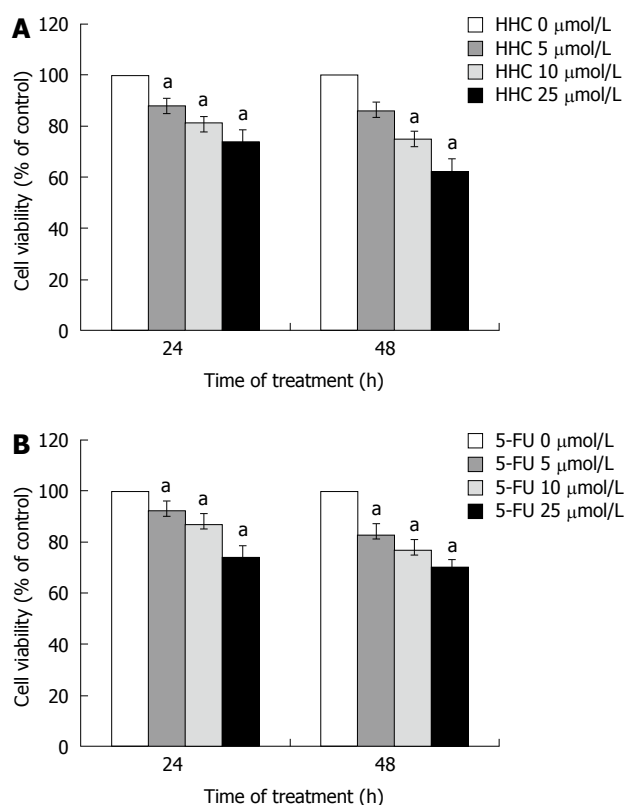 A
120
100
80
60
40
20
0
Cell viability (% of control)
a
a
a
a
a
24
48
Time of treatment (h)
HHC 0 μmol/L
HHC 5 μmol/L
HHC 10 μmol/L
HHC 25 μmol/L
B
120
100
80
60
40
20
0
Cell viability (% of control)
a
a
a
a
a
a
24
48
Time of treatment (h)
5-FU 0 μmol/L
5-FU 5 μmol/L
5-FU 10 μmol/L
5-FU 25 μmol/L